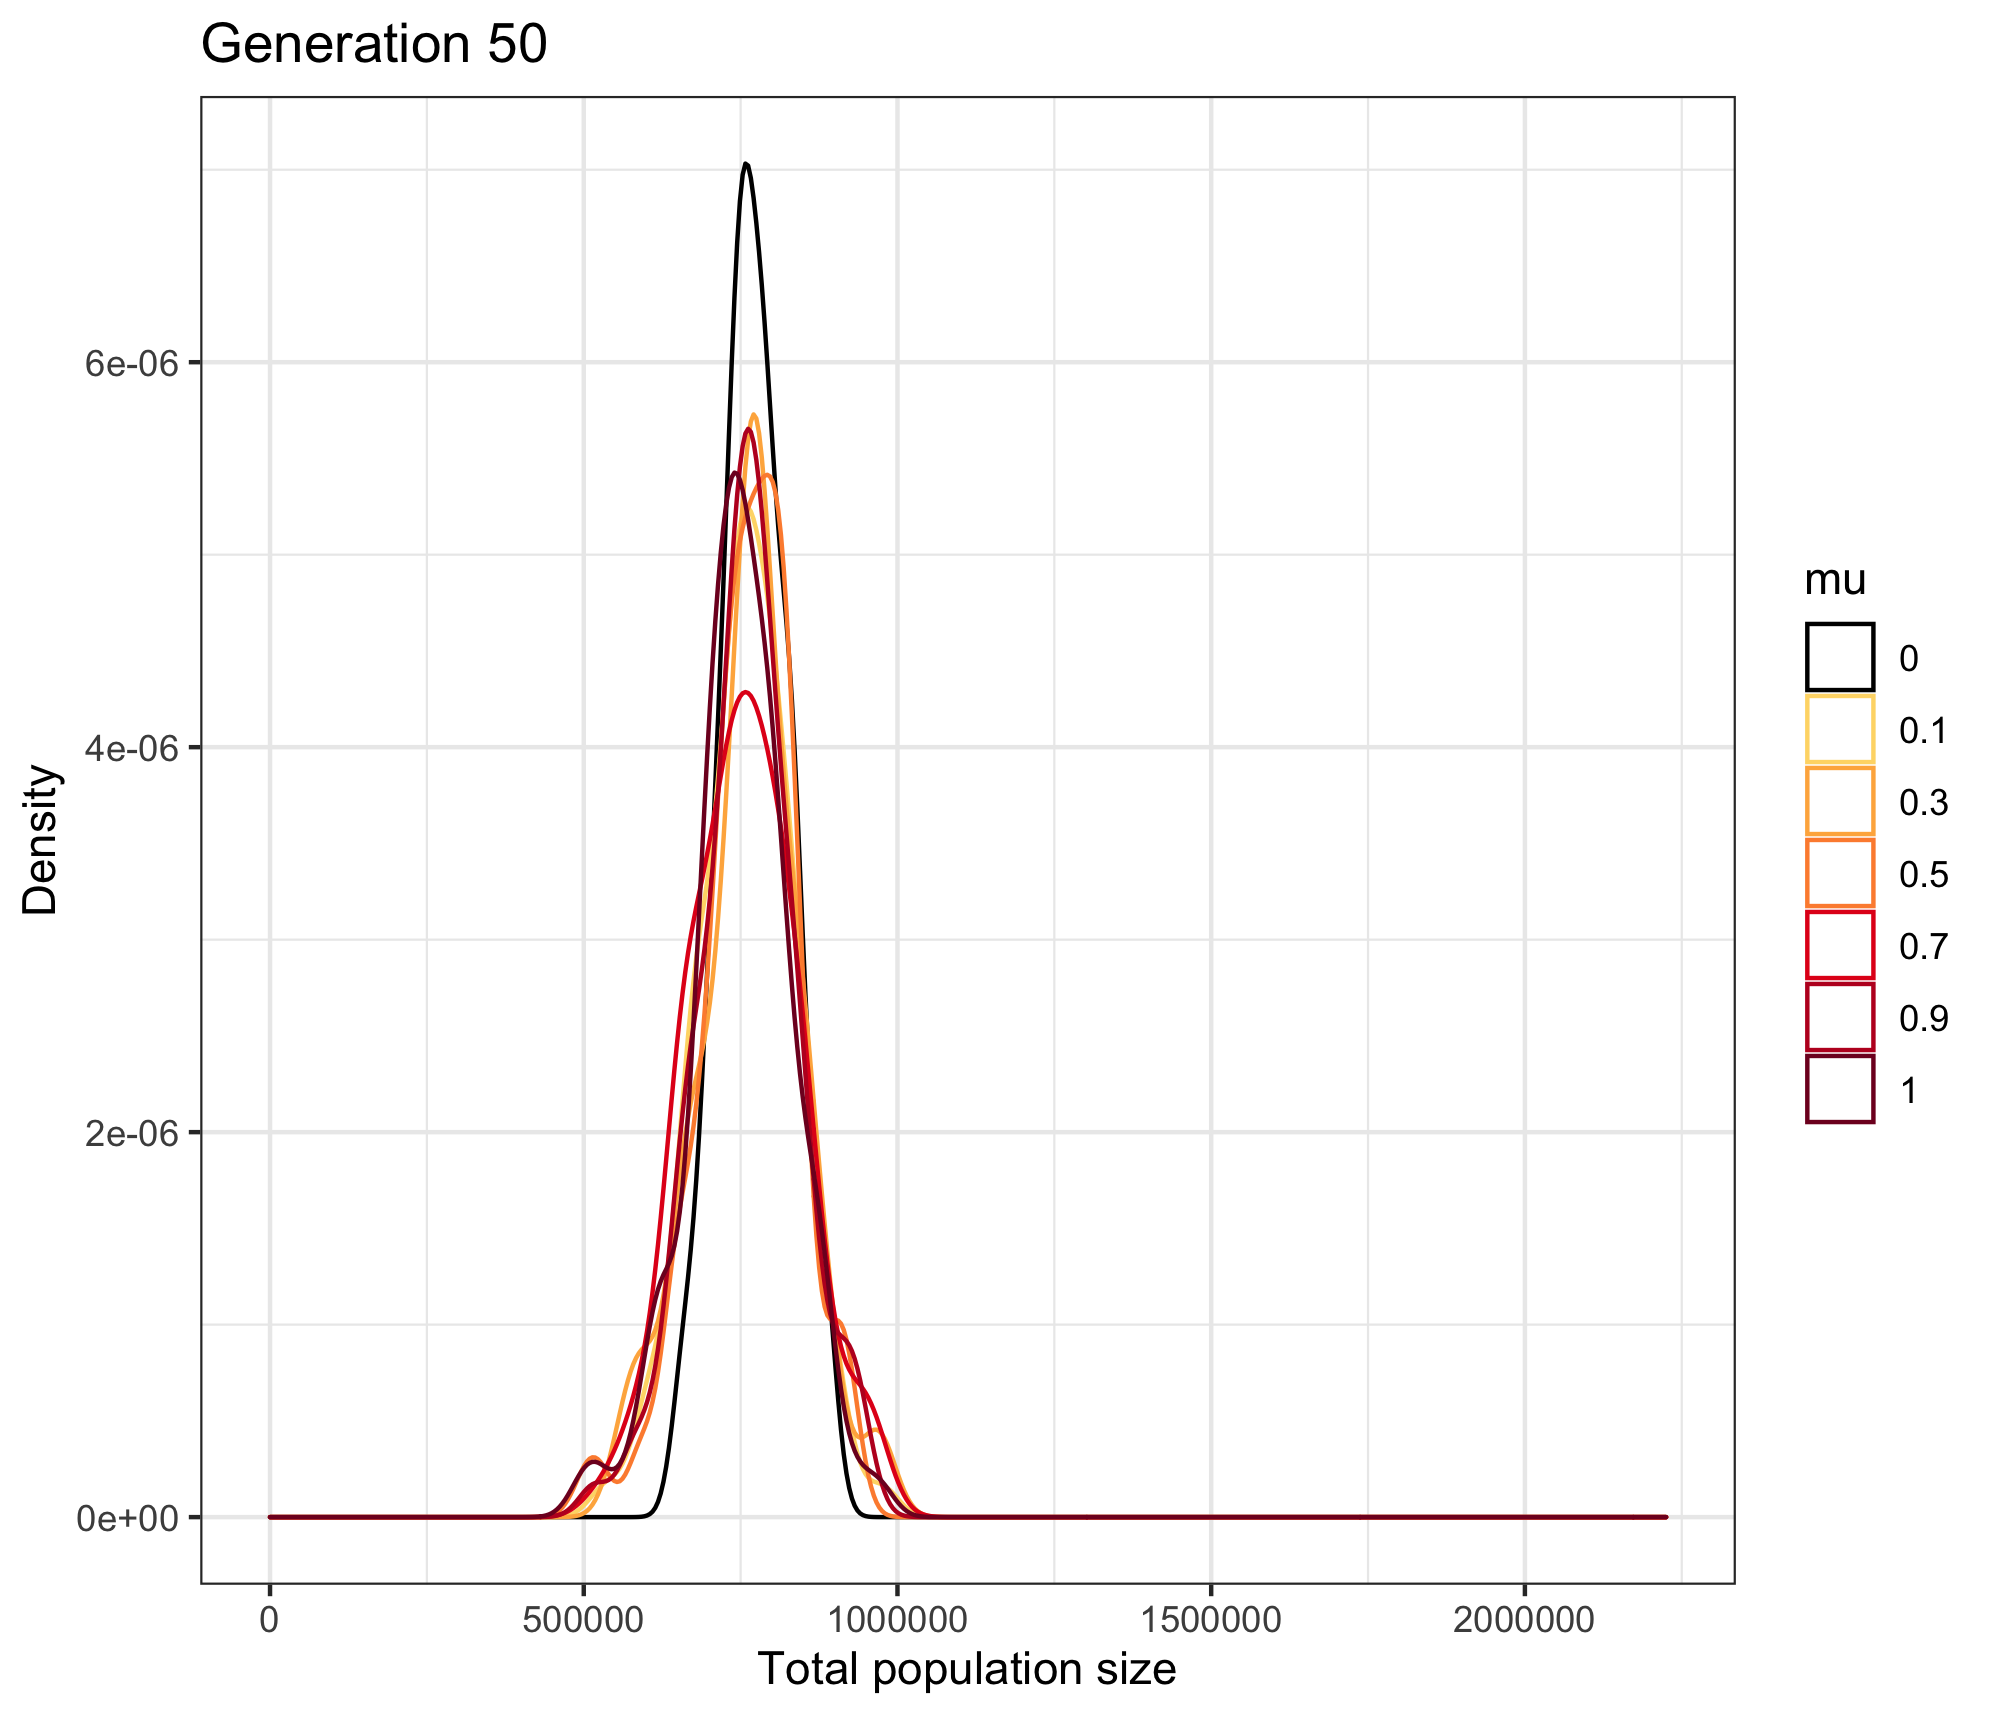 Generation 50
Density
6e-06
4e-06
2e-06
0e+00
0
500000
1000000
1500000
2000000
Total population size
mu
0
0.1
0.3
0.5
0.7
0.9
1